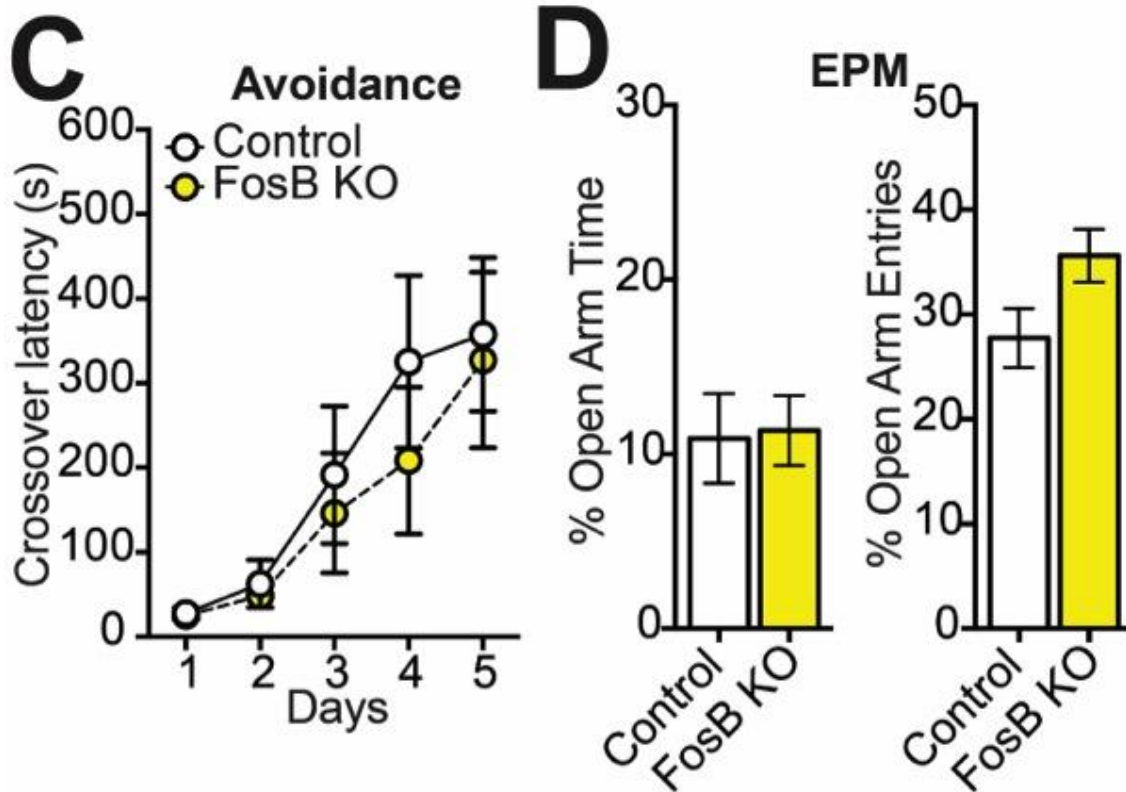 C
Avoidance
Control
FosB KO
Crossover latency (s)
600
500
400
300
200
100
0
1 2 3 4 5
Days
D
EPM
% Open Arm Time
30
20
10
0
Control
FosB KO
% Open Arm Entries
50
40
30
20
10
0
Control
FosB KO